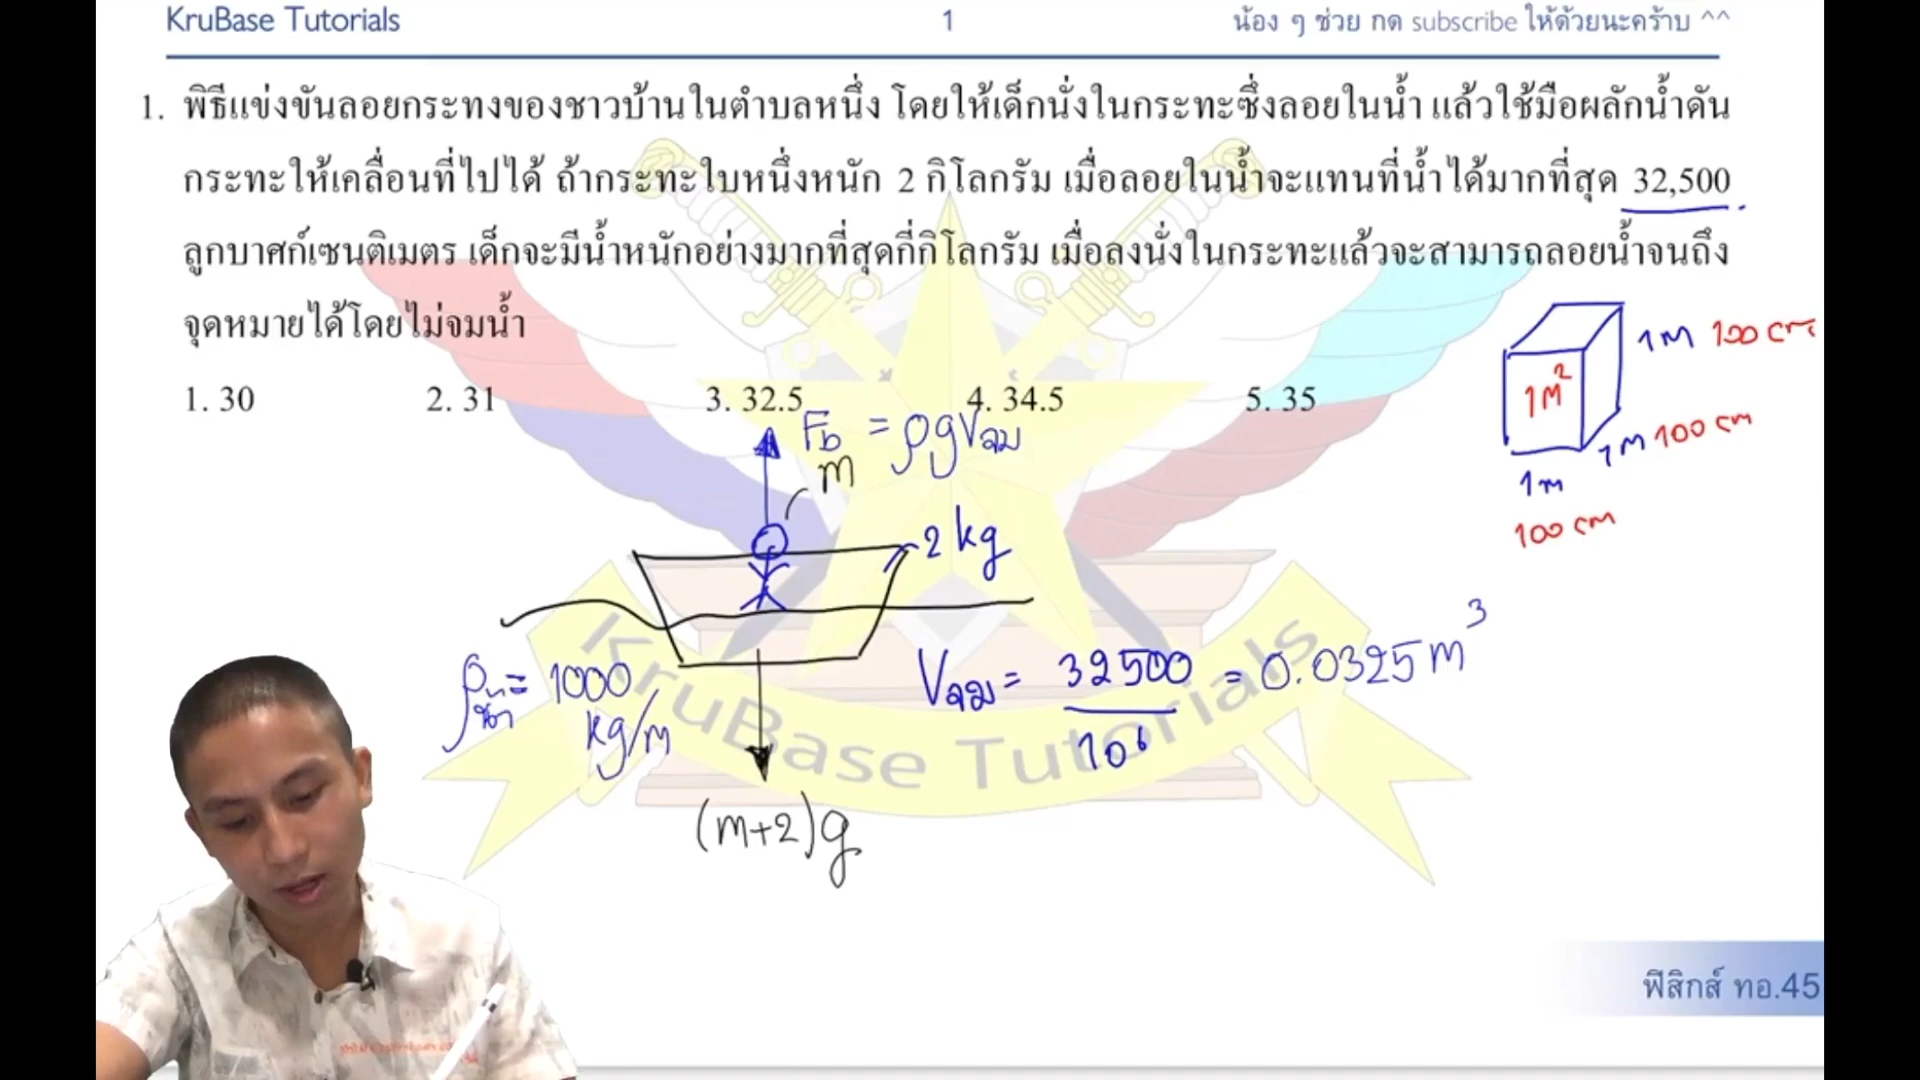 KruBase Tutorials 1 น้อง ๆ ช่วย กด subscribe ให้ด้วยนะคร้าบ ^^
1. พิธีแข่งขันลอยกระทงของชาวบ้านในตำบลหนึ่ง โดยให้เด็กนั่งในกระทะซึ่งลอยในน้ำ แล้วใช้มือผลักน้ำดัน
กระทะให้เคลื่อนที่ไปได้ ถ้ากระทะใบหนึ่งหนัก 2 กิโลกรัม เมื่อลอยในน้ำจะแทนที่น้ำได้มากที่สุด 32,500
ลูกบาศก์เซนติเมตร เด็กจะมีน้ำหนักอย่างมากที่สุดกี่กิโลกรัม เมื่อลงนั่งในกระทะแล้วจะสามารถลอยน้ำจนถึง
จุดหมายได้โดยไม่จมน้ำ
1. 30 2. 31 3. 32.5 4. 34.5 5. 35
1m 100 cm
1m²
1m 100 cm
1m
100 cm
F_b = ρgVจม
m
2 kg
ρน้ำ = 1000
kg/m
Vจม = 32500 = 0.0325 m³
10⁶
(m+2)g
KruBase Tutorials
ฟิสิกส์ ทอ.45